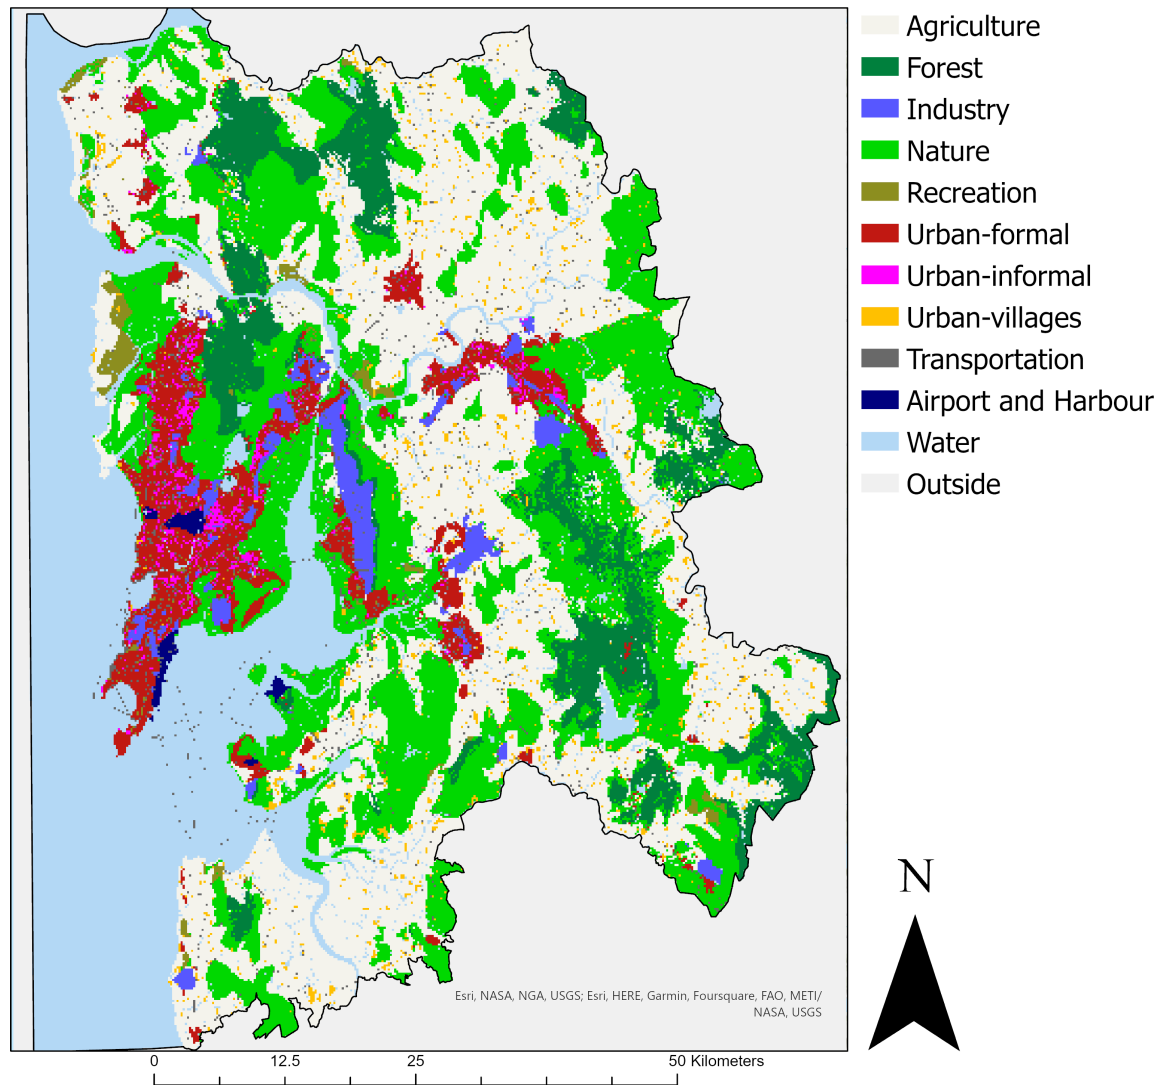 Agriculture
Forest
Industry
Nature
Recreation
Urban-formal
Urban-informal
Urban-villages
Transportation
Airport and Harbour
Water
Outside
N
Esri, NASA, NGA, USGS; Esri, HERE, Garmin, Foursquare, FAO, METI/
NASA, USGS
0 12.5 25 50 Kilometers